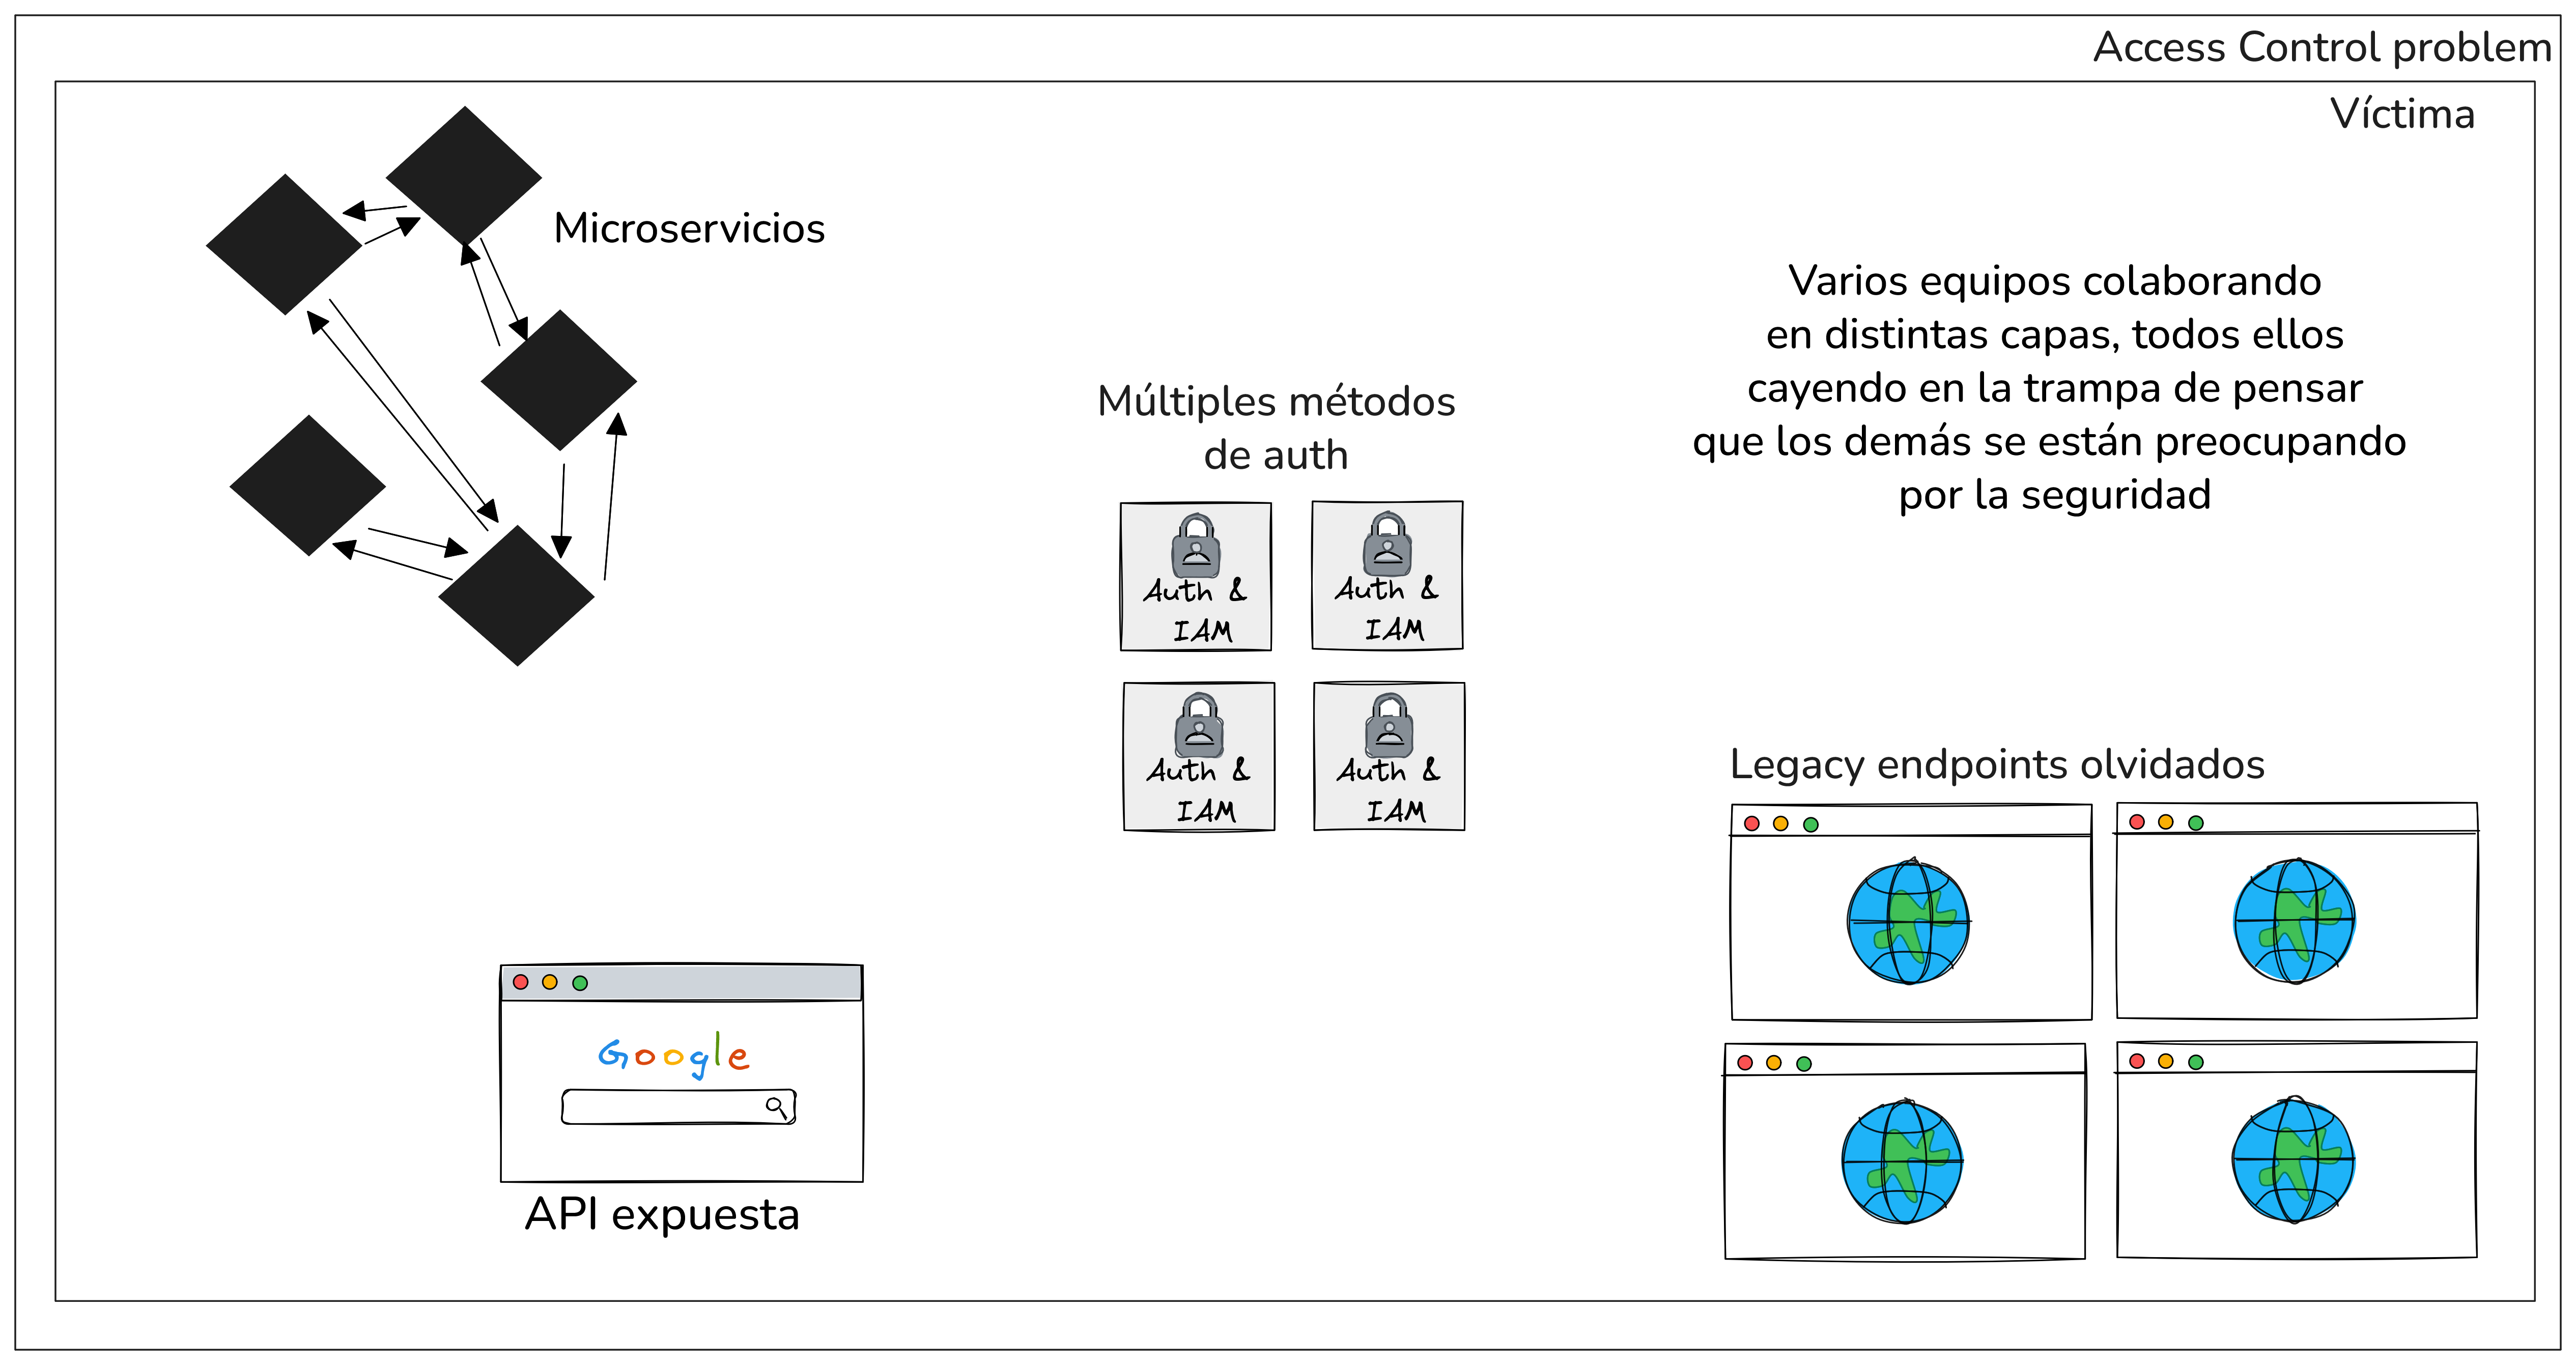 Access Control problem
Víctima
Microservicios
Varios equipos colaborando
en distintas capas, todos ellos
cayendo en la trampa de pensar
que los demás se están preocupando
por la seguridad
Múltiples métodos
de auth
Auth &
IAM
Auth &
IAM
Auth &
IAM
Auth &
IAM
Legacy endpoints olvidados
Google
API expuesta